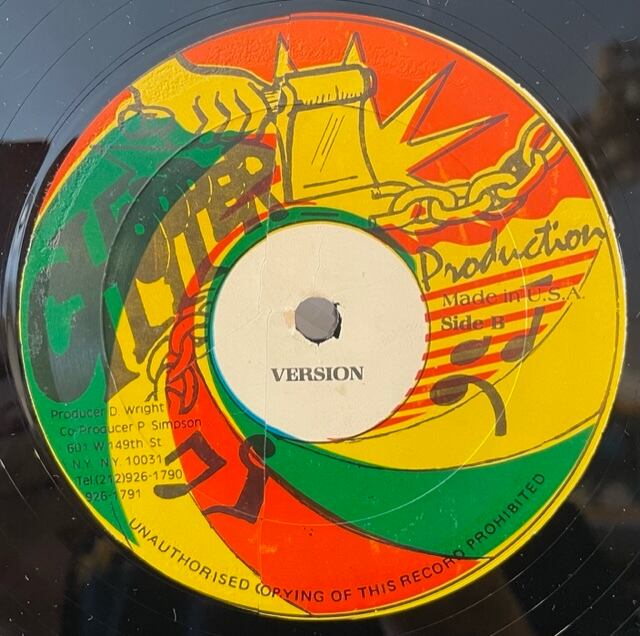 Production
Made in U.S.A.
Side B
VERSION
Producer D. Wright
Co-Producer P. Simpson
601 W 149th St
N.Y. N.Y. 10031
Tel (212) 926-1790
926-1791
UNAUTHORISED COPYING OF THIS RECORD PROHIBITED